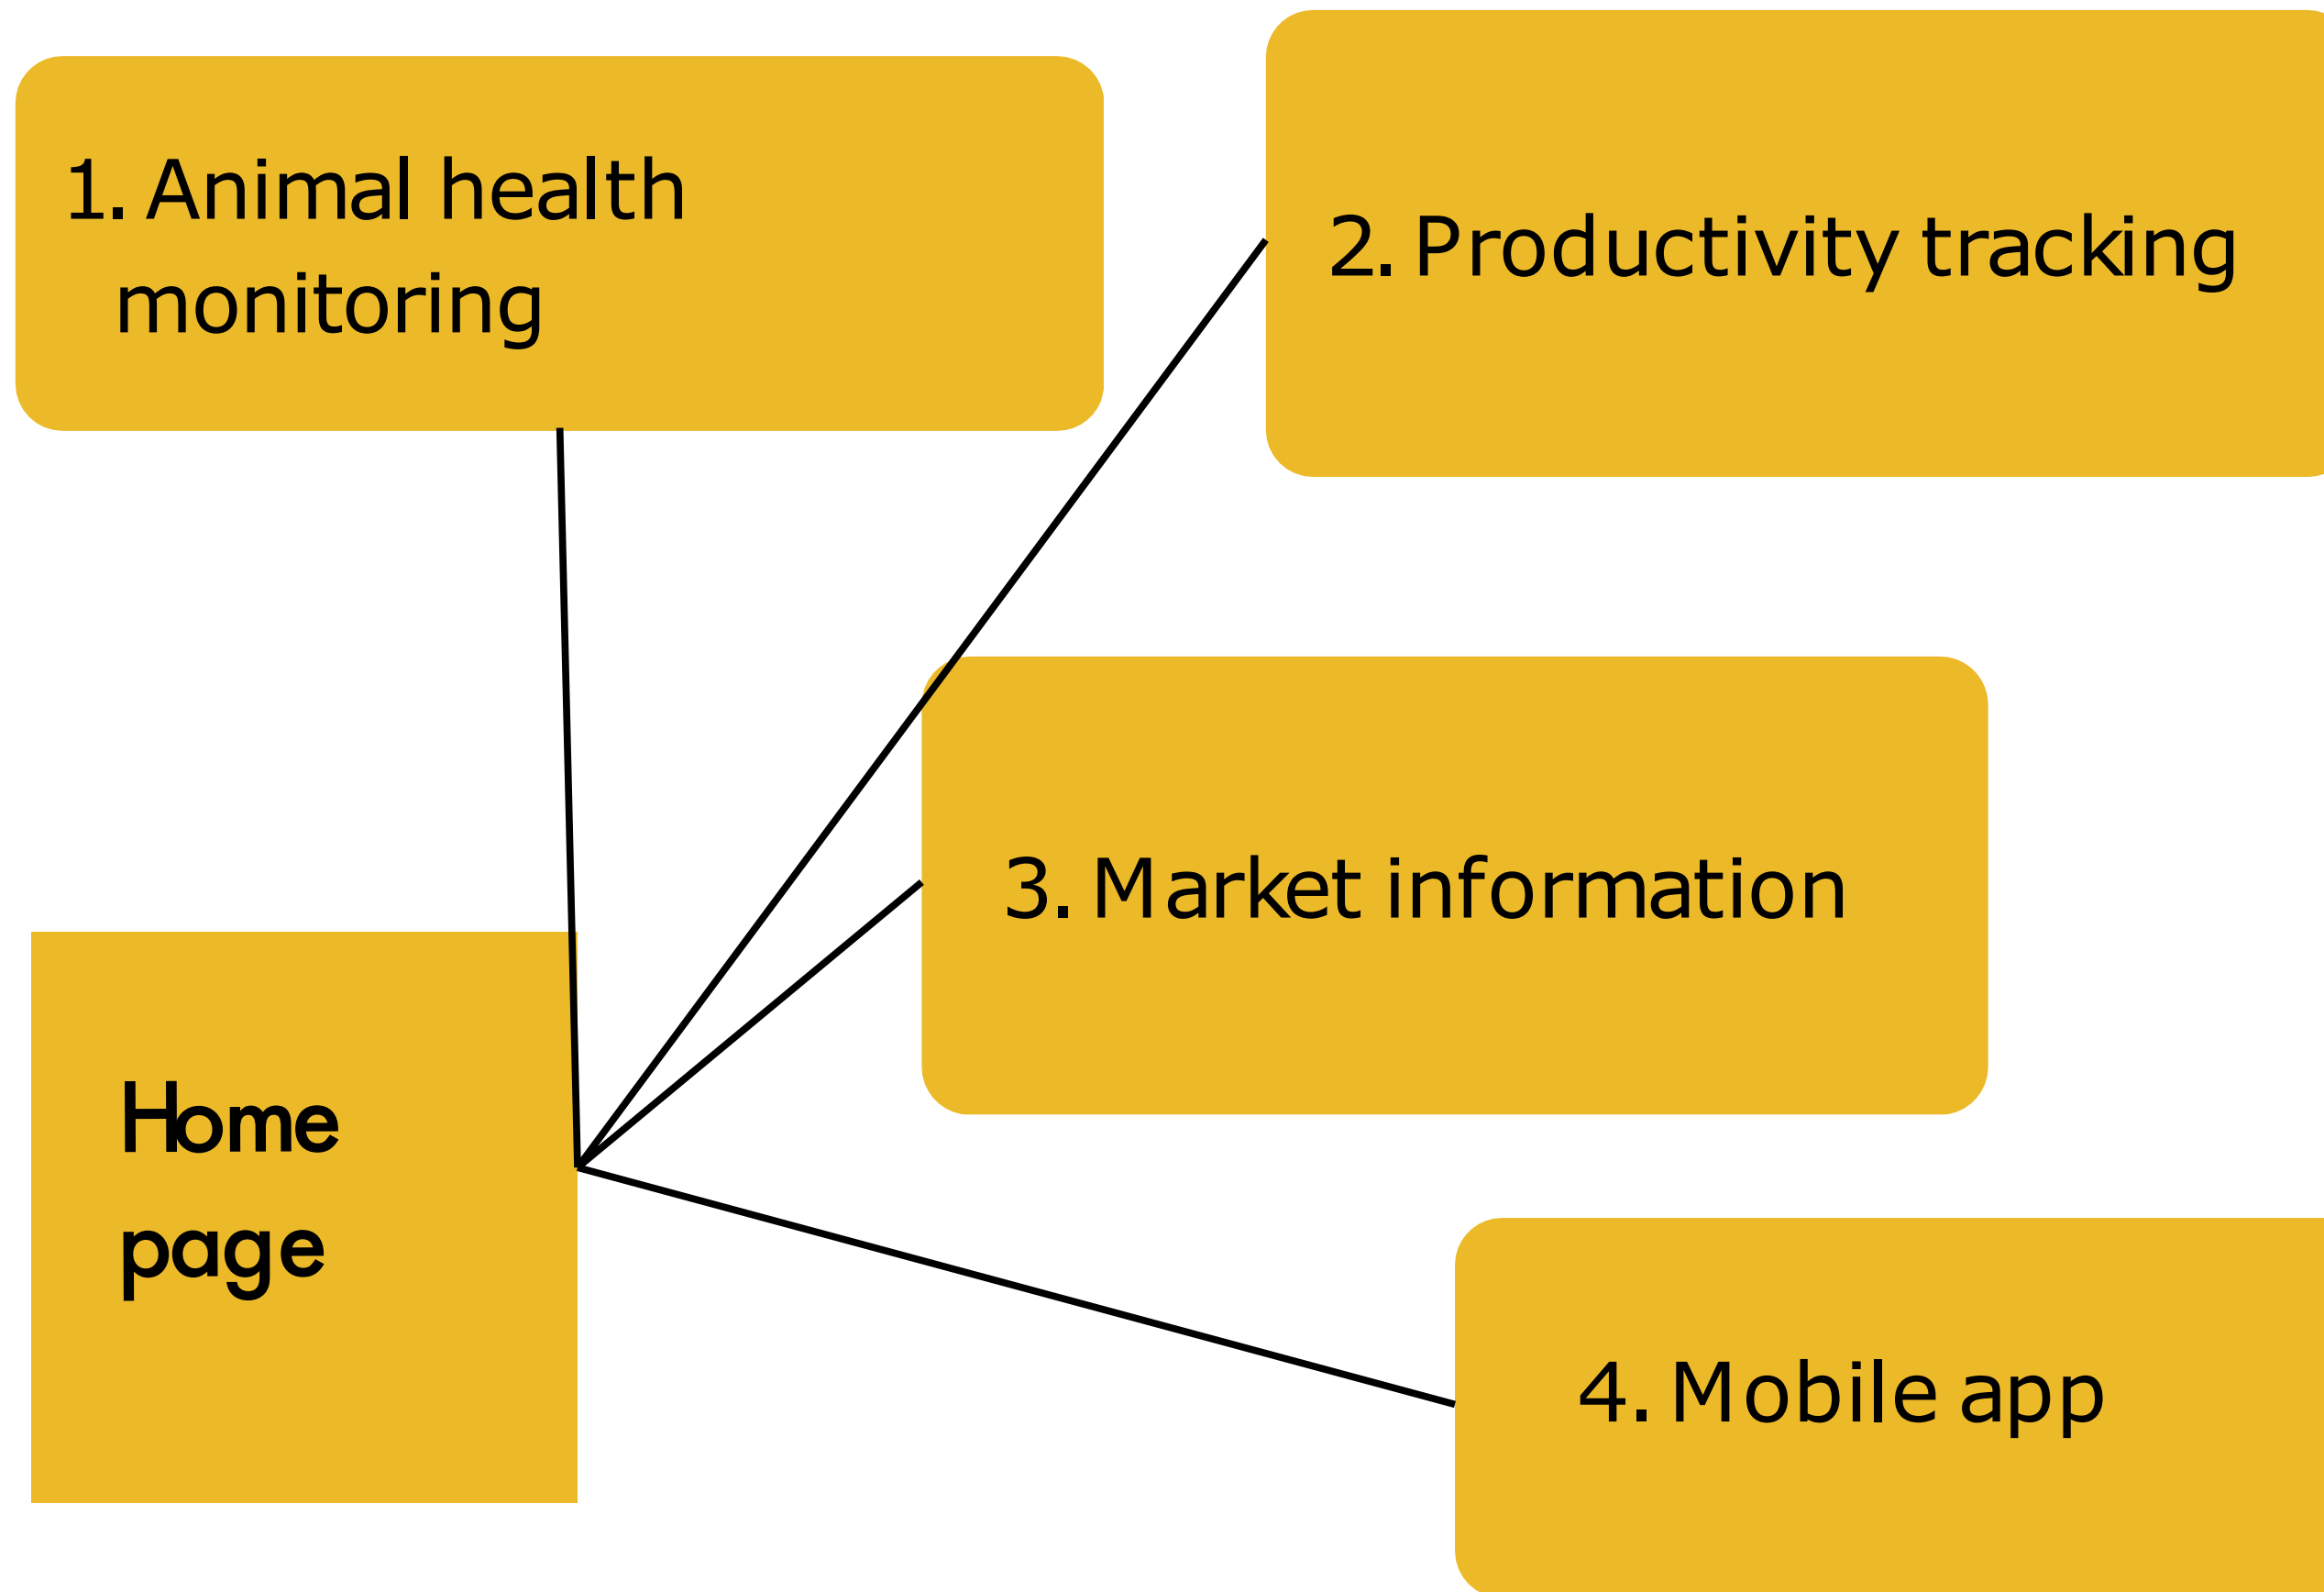 1. Animal health
monitoring
2. Productivity tracking
3. Market information
Home
page
4. Mobile app